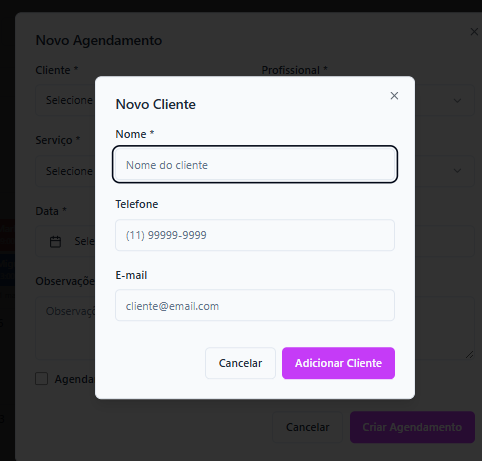 Novo Agendamento
Cliente *
Profissional *
Selecione
Novo Cliente
Nome *
Nome do cliente
Serviço *
Selecione
Telefone
(11) 99999-9999
Data *
Sele
E-mail
cliente@email.com
Observaçõe
Observaçõ
Cancelar
Adicionar Cliente
Agenda
Cancelar
Criar Agendamento